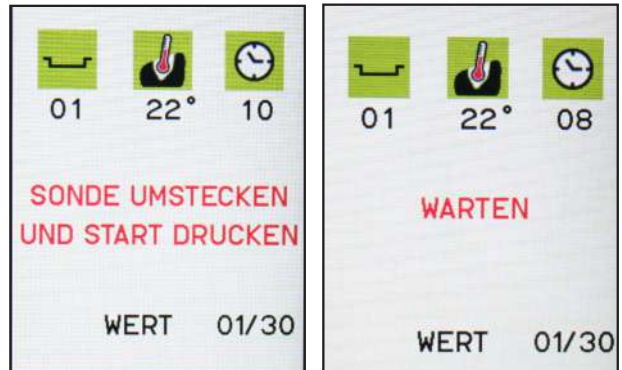 01 22° 10
SONDE UMSTECKEN
UND START DRUCKEN
WERT 01/30
01 22° 08
WARTEN
WERT 01/30